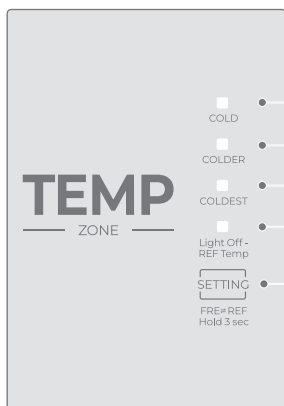 COLD
COLDER
TEMP
COLDEST
ZONE
Light Off -
REF Temp
SETTING
FRE⇌REF
Hold 3 sec